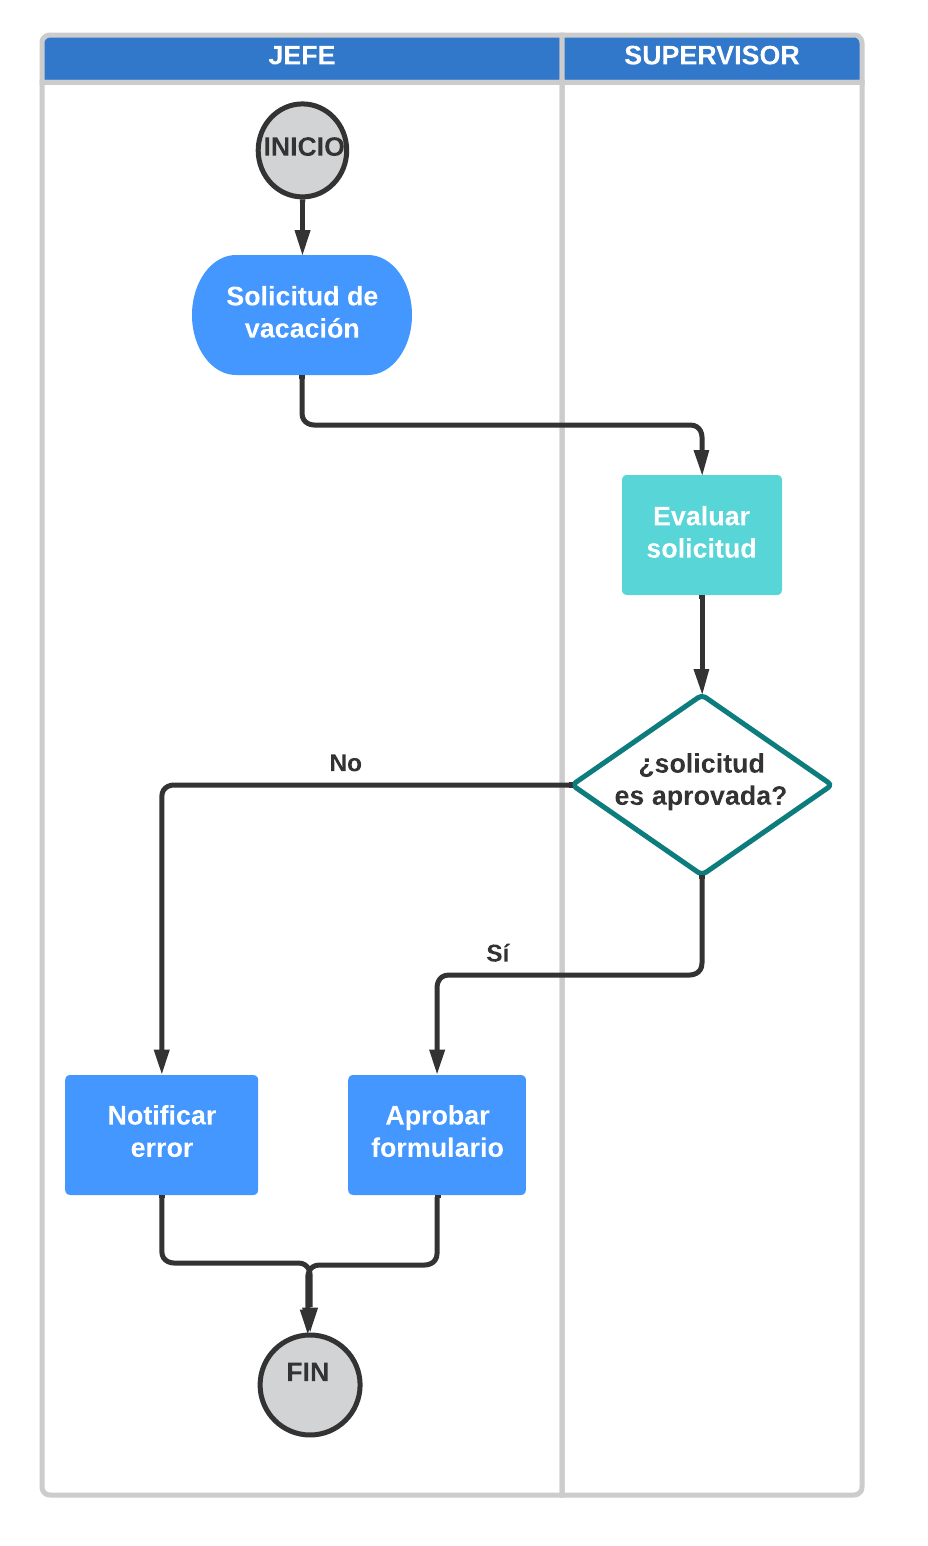 JEFE
SUPERVISOR
INICIO
Solicitud de
vacación
Evaluar
solicitud
¿solicitud
es aprovada?
No
Sí
Notificar
error
Aprobar
formulario
FIN